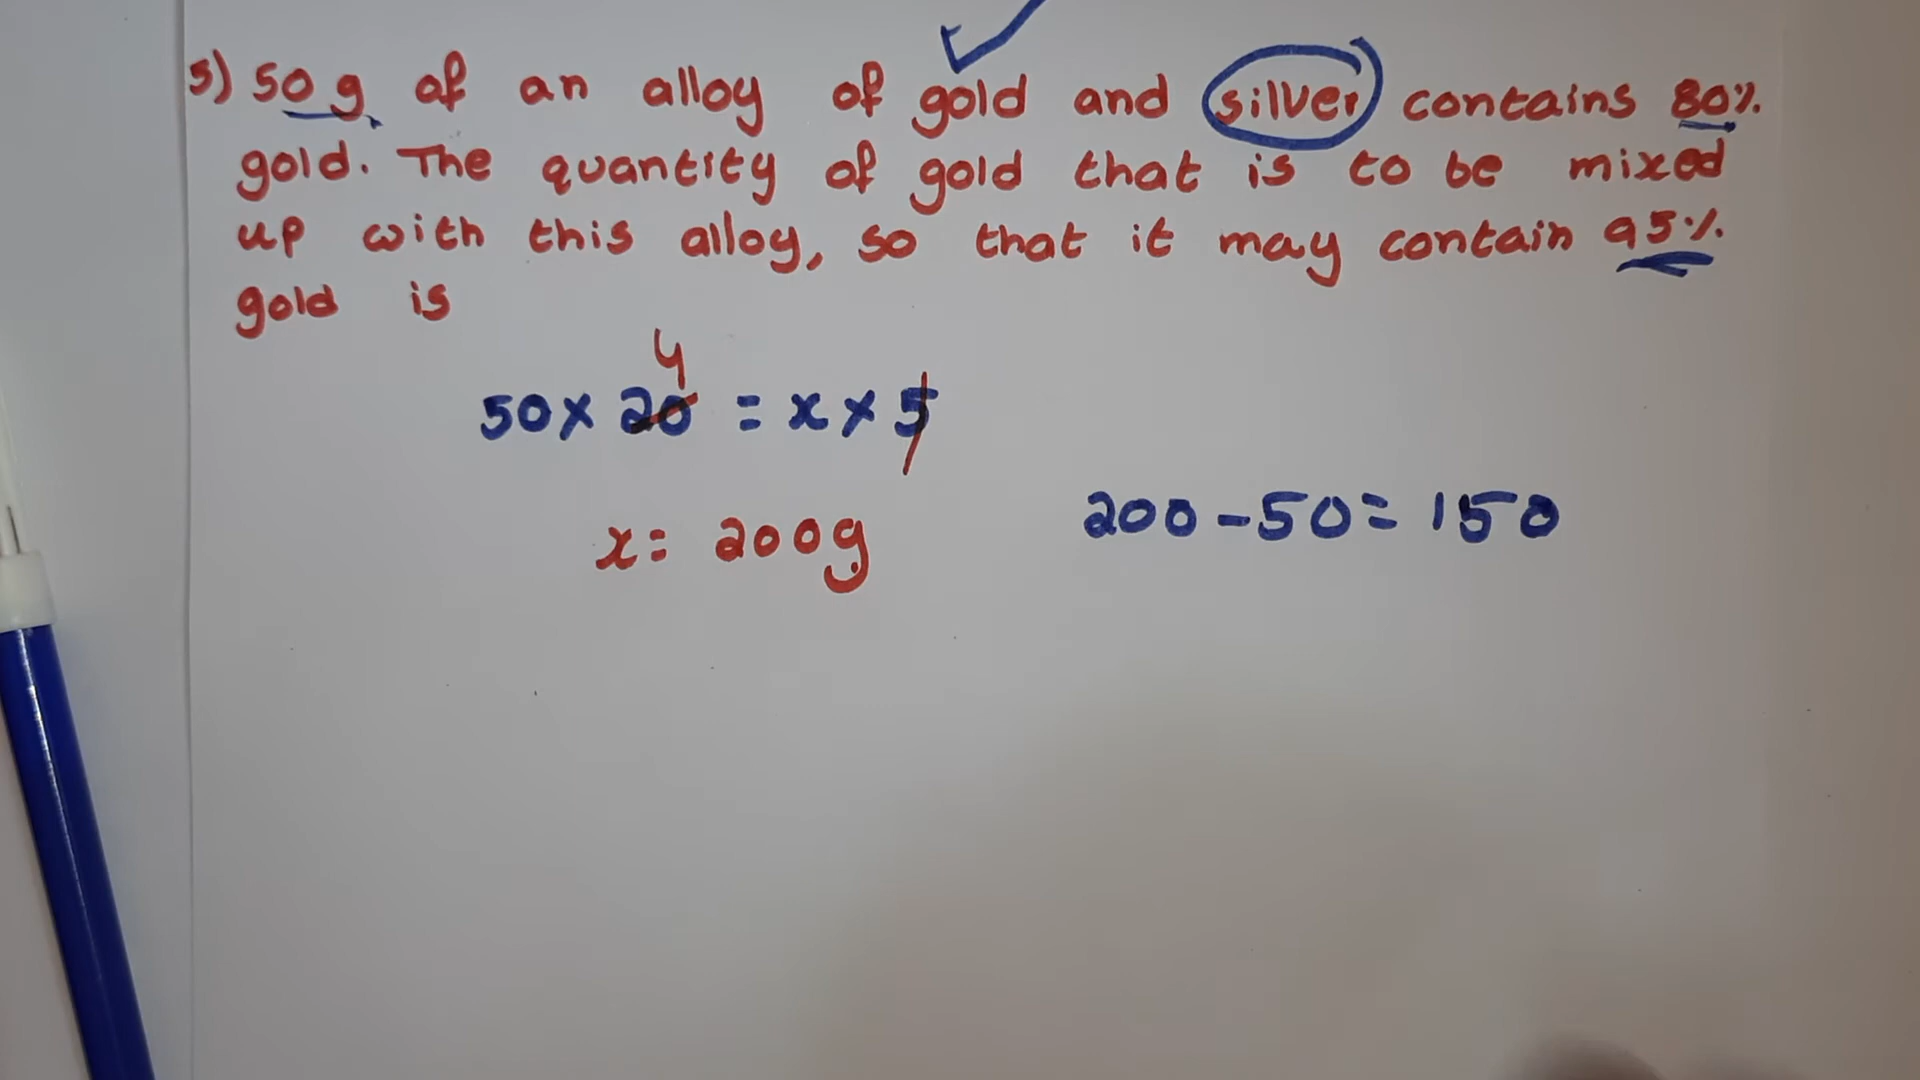 5) 50 g of an alloy of gold and silver contains 80%
gold. The quantity of gold that is to be mixed
up with this alloy, so that it may contain 95%
gold is
4
50 x 20 = x x 5
x = 200g
200 - 50 = 150